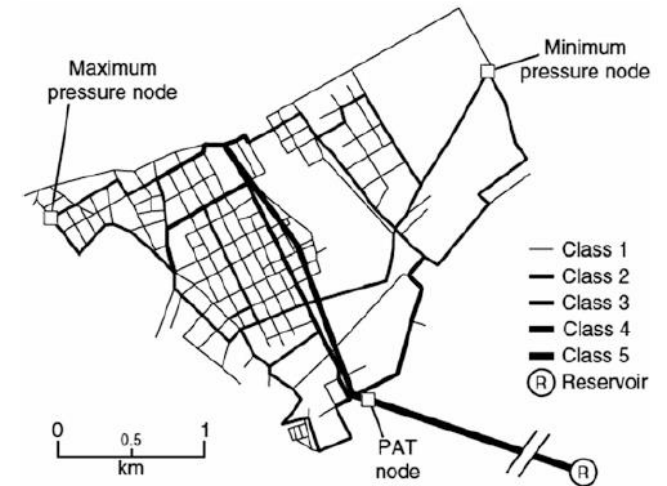 Maximum
pressure node
Minimum
pressure node
Class 1
Class 2
Class 3
Class 4
Class 5
R Reservoir
0 0.5 1
km
PAT
node
R